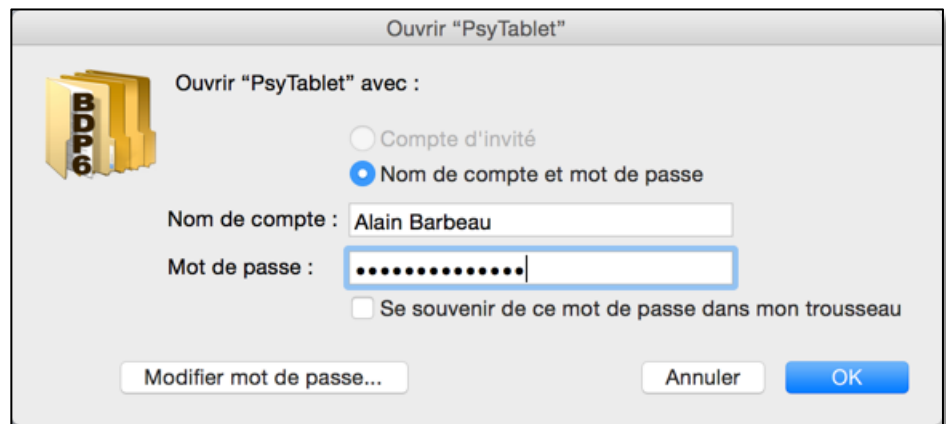 Ouvrir “PsyTablet”
BDP6
Ouvrir “PsyTablet” avec :
Compte d'invité
Nom de compte et mot de passe
Nom de compte : Alain Barbeau
Mot de passe : ••••••••••••••
Se souvenir de ce mot de passe dans mon trousseau
Modifier mot de passe... Annuler OK